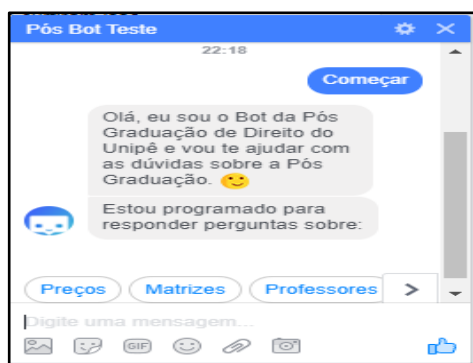 Pós Bot Teste
22:18
Começar
Olá, eu sou o Bot da Pós
Graduação de Direito do
Unipê e vou te ajudar com
as dúvidas sobre a Pós
Graduação.
Estou programado para
responder perguntas sobre:
Preços Matrizes Professores
Digite uma mensagem...
GIF